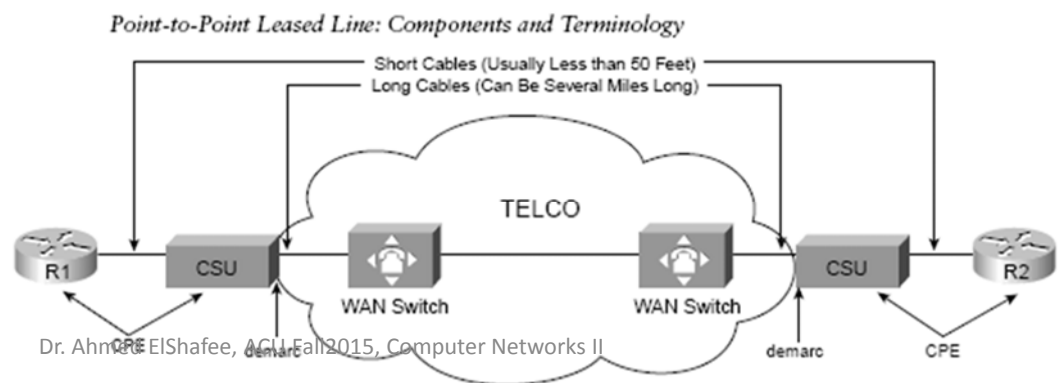 Point-to-Point Leased Line: Components and Terminology
Short Cables (Usually Less than 50 Feet)
Long Cables (Can Be Several Miles Long)
TELCO
R1
CSU
WAN Switch
WAN Switch
CSU
R2
CPE
demarc
demarc
CPE
Dr. Ahmed ElShafee, ACU Fall2015, Computer Networks II